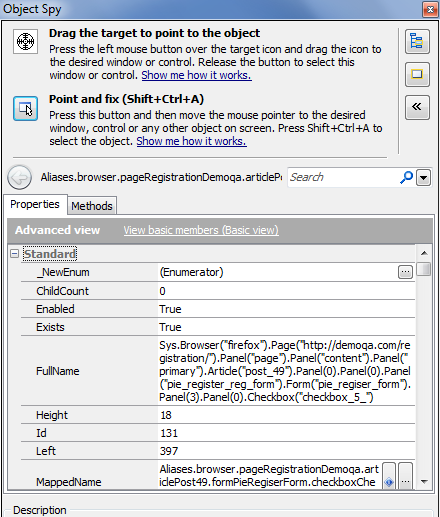 Object Spy
Drag the target to point to the object
Press the left mouse button over the target icon and drag the icon to
the desired window or control. Release the button to select this
window or control. Show me how it works.
Point and fix (Shift+Ctrl+A)
Press this button and then move the mouse pointer to the desired
window, control or any other object on screen. Press Shift+Ctrl+A to
select the object. Show me how it works.
Aliases.browser.pageRegistrationDemoqa.articlePo
Search
Properties
Methods
Advanced view
View basic members (Basic view)
Standard
_NewEnum (Enumerator)
ChildCount 0
Enabled True
Exists True
FullName
Sys.Browser("firefox").Page("http://demoqa.com/re
gistration/").Panel("page").Panel("content").Panel("
primary").Article("post_49").Panel(0).Panel(0).Panel
("pie_register_reg_form").Form("pie_regiser_form").
Panel(3).Panel(0).Checkbox("checkbox_5_")
Height 18
Id 131
Left 397
MappedName
Aliases.browser.pageRegistrationDemoqa.art
iclePost49.formPieRegiserForm.checkboxChe
Description